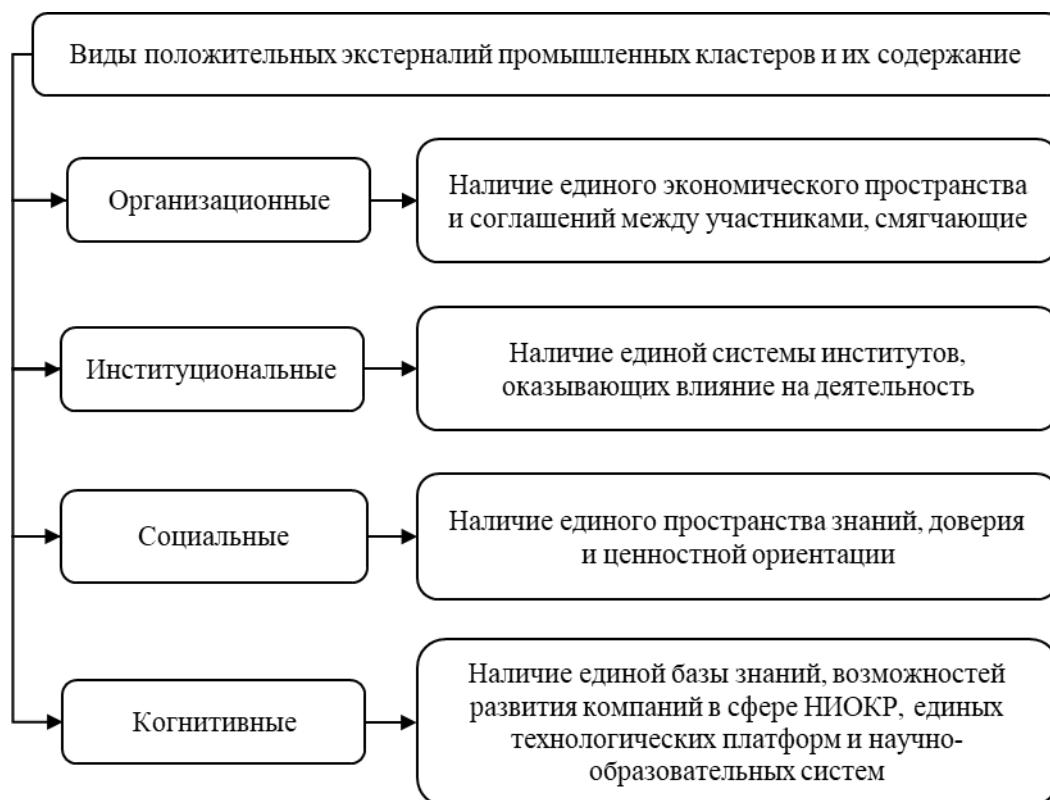 Виды положительных экстерналий промышленных кластеров и их содержание
Организационные
Наличие единого экономического пространства
и соглашений между участниками, смягчающие
Институциональные
Наличие единой системы институтов,
оказывающих влияние на деятельность
Социальные
Наличие единого пространства знаний, доверия
и ценностной ориентации
Когнитивные
Наличие единой базы знаний, возможностей
развития компаний в сфере НИОКР, единых
технологических платформ и научно-
образовательных систем